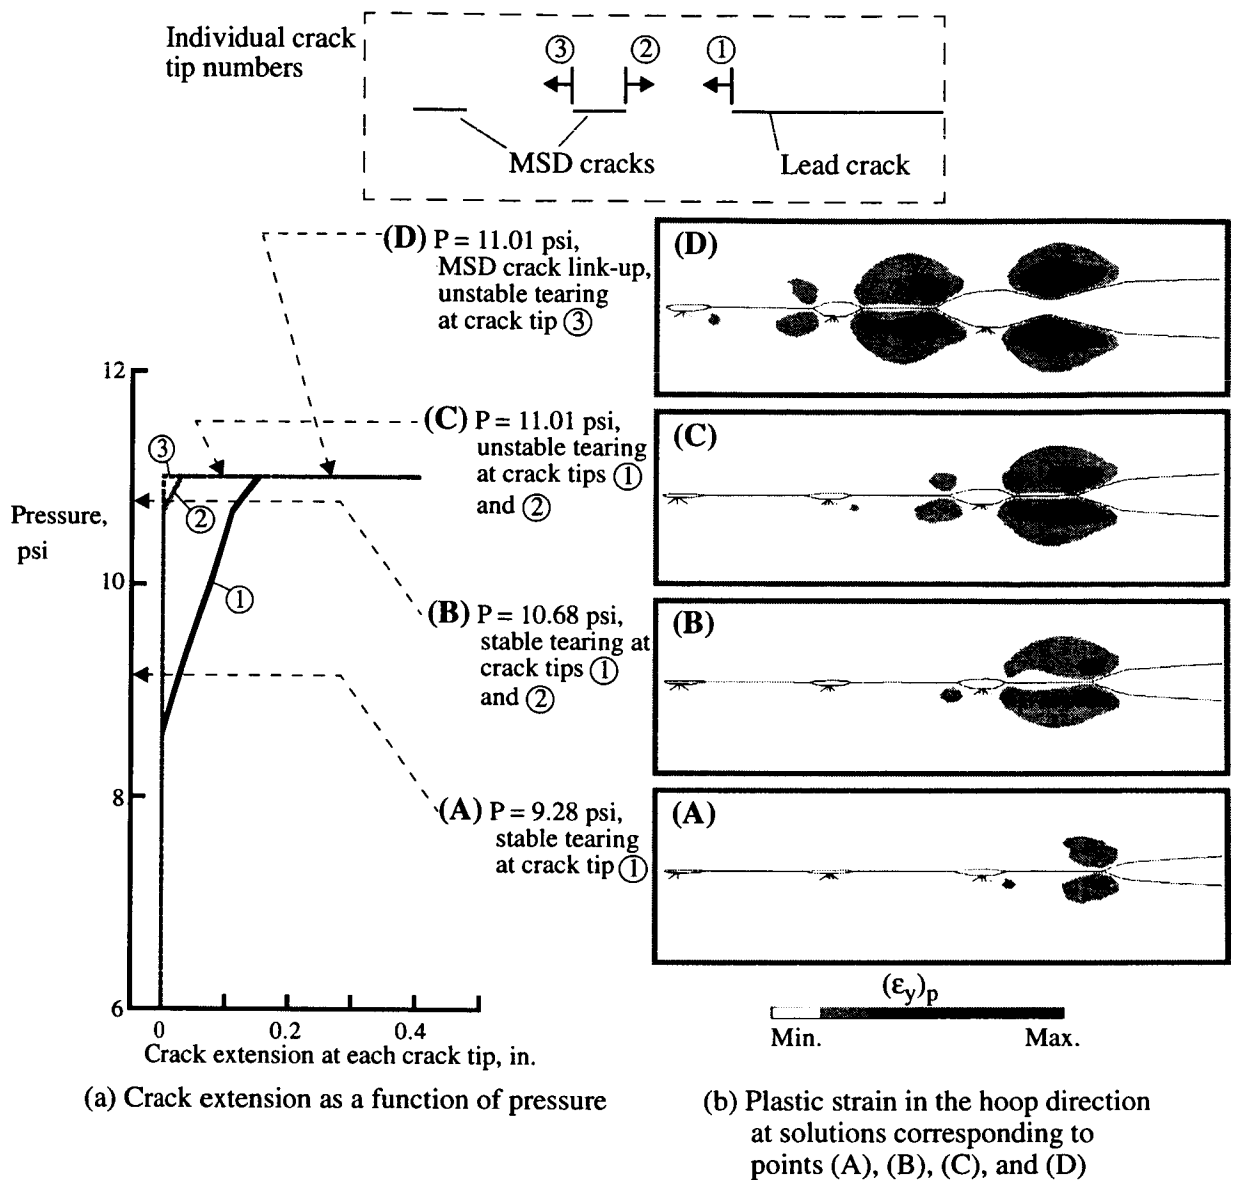 Individual crack
tip numbers
③ ② ①
MSD cracks
Lead crack
(D) P = 11.01 psi,
MSD crack link-up,
unstable tearing
at crack tip ③
(C) P = 11.01 psi,
unstable tearing
at crack tips ①
and ②
(B) P = 10.68 psi,
stable tearing at
crack tips ①
and ②
(A) P = 9.28 psi,
stable tearing
at crack tip ①
12
10
8
6
Pressure,
psi
③
②
①
0 0.2 0.4
Crack extension at each crack tip, in.
(a) Crack extension as a function of pressure
(D)
(C)
(B)
(A)
(εy)p
Min. Max.
(b) Plastic strain in the hoop direction
at solutions corresponding to
points (A), (B), (C), and (D)